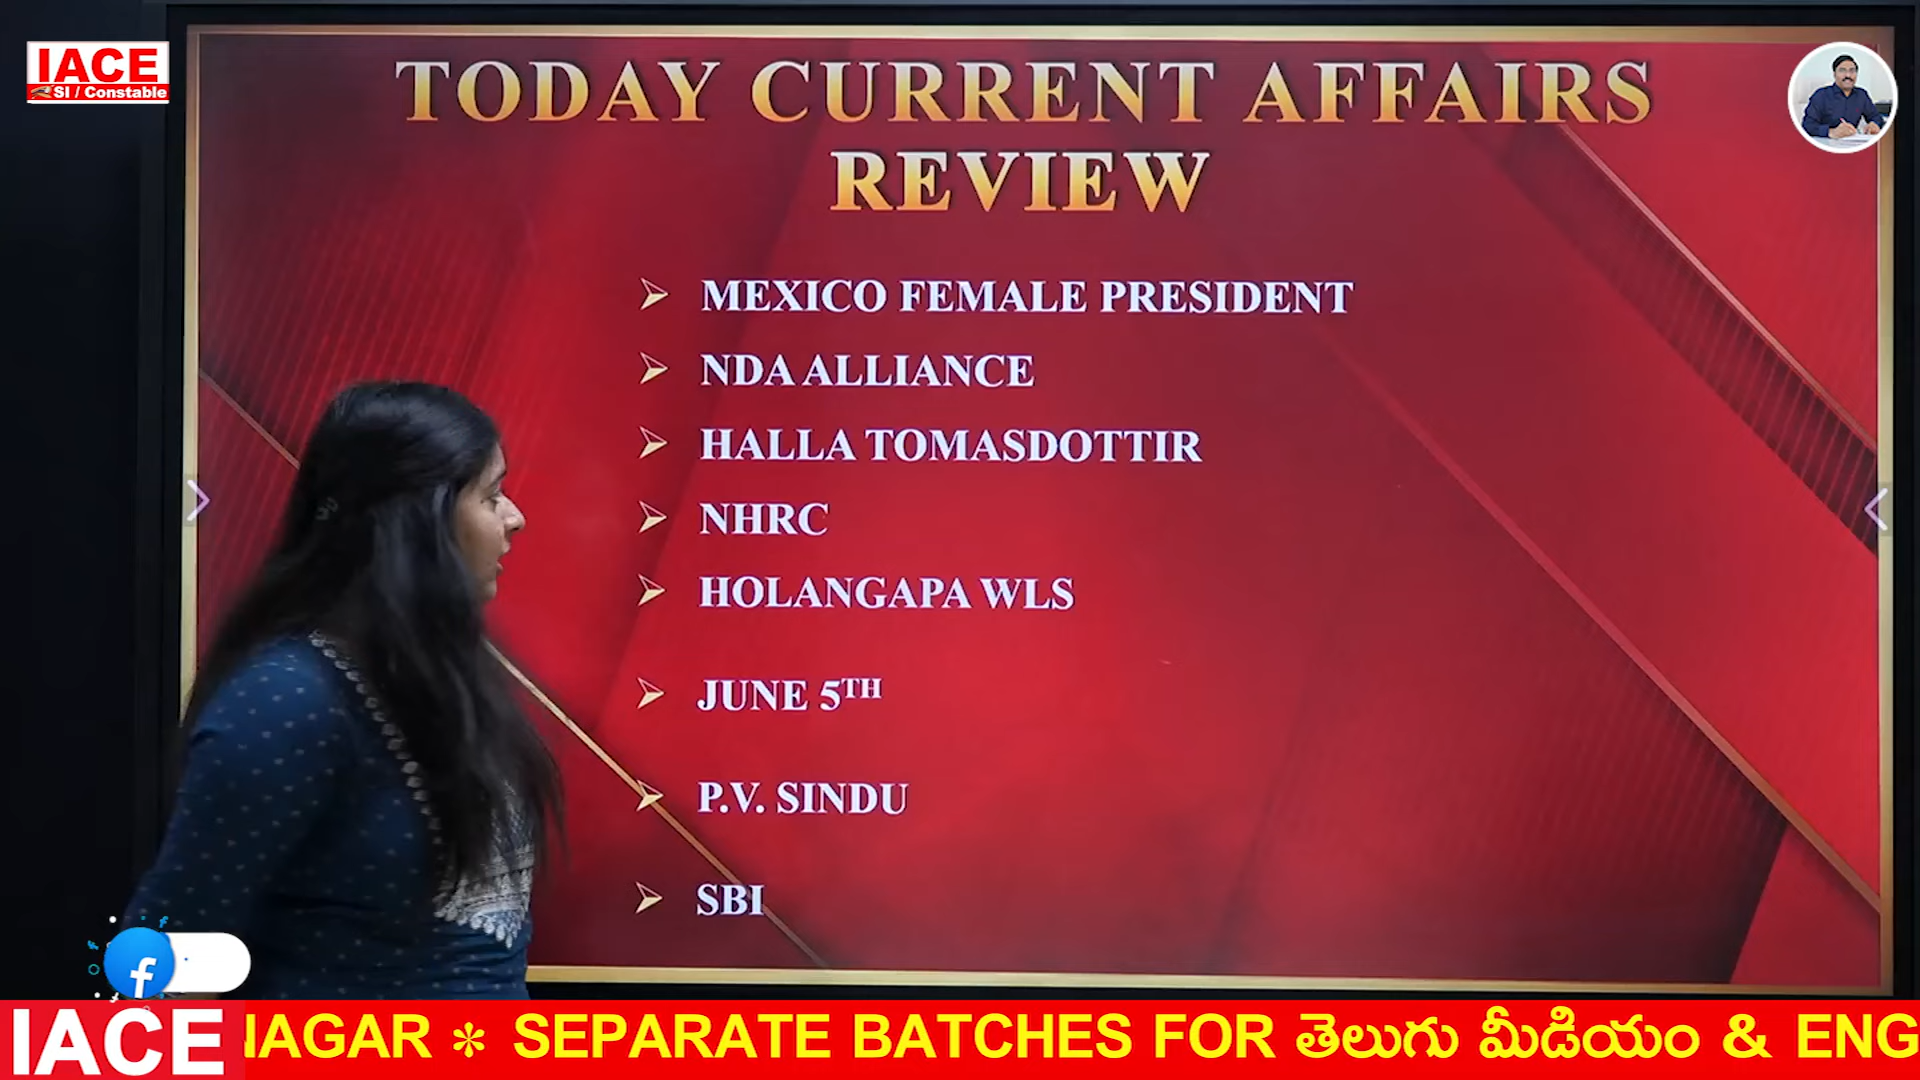 IACE
SI / Constable
TODAY CURRENT AFFAIRS
REVIEW
MEXICO FEMALE PRESIDENT
NDA ALLIANCE
HALLA TOMASDOTTIR
NHRC
HOLANGAPA WLS
JUNE 5TH
P.V. SINDU
SBI
f
IACE
NAGAR * SEPARATE BATCHES FOR తెలుగు మీడియం & ENG